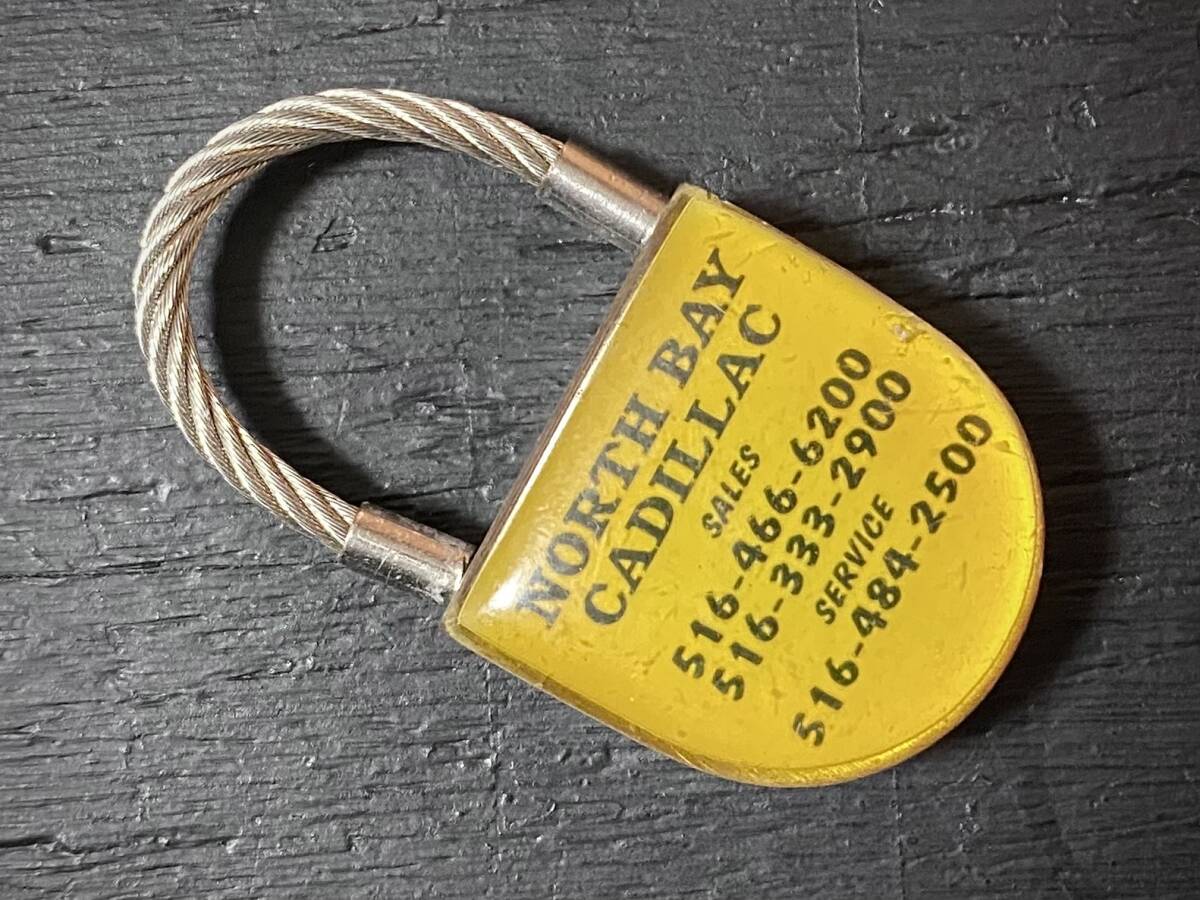 NORTH BAY
CADILLAC
SALES
516-466-6200
516-333-2900
SERVICE
516-484-2500